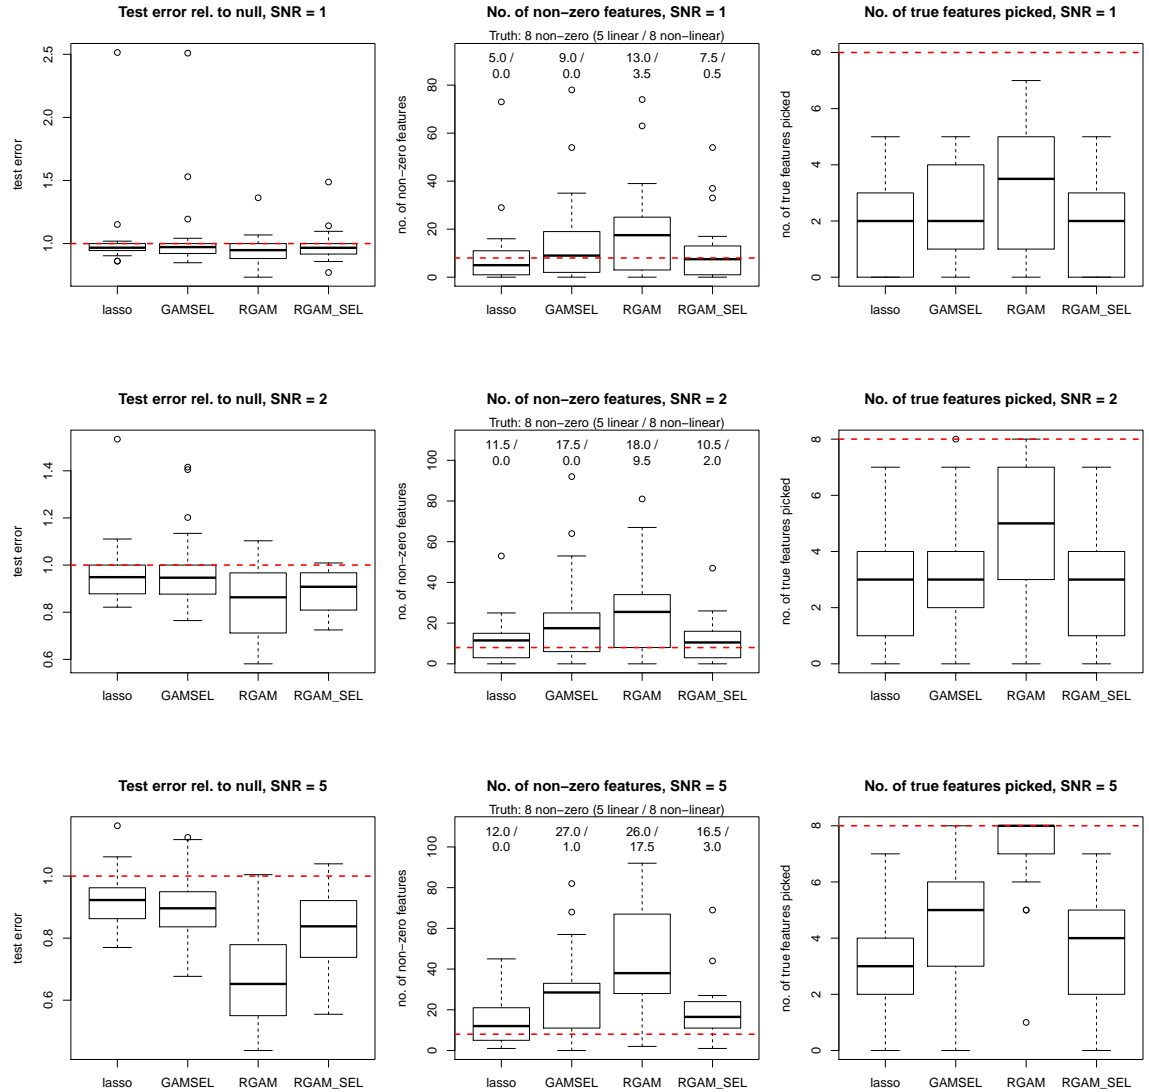 Test error rel. to null, SNR = 1
test error
2.5
2.0
1.5
1.0
lasso GAMSEL RGAM RGAM_SEL
No. of non−zero features, SNR = 1
Truth: 8 non−zero (5 linear / 8 non−linear)
5.0 / 9.0 / 13.0 / 7.5 /
0.0 0.0 3.5 0.5
no. of non−zero features
80
60
40
20
0
lasso GAMSEL RGAM RGAM_SEL
No. of true features picked, SNR = 1
no. of true features picked
8
6
4
2
0
lasso GAMSEL RGAM RGAM_SEL
Test error rel. to null, SNR = 2
test error
1.4
1.2
1.0
0.8
0.6
lasso GAMSEL RGAM RGAM_SEL
No. of non−zero features, SNR = 2
Truth: 8 non−zero (5 linear / 8 non−linear)
11.5 / 17.5 / 18.0 / 10.5 /
0.0 0.0 9.5 2.0
no. of non−zero features
100
80
60
40
20
0
lasso GAMSEL RGAM RGAM_SEL
No. of true features picked, SNR = 2
no. of true features picked
8
6
4
2
0
lasso GAMSEL RGAM RGAM_SEL
Test error rel. to null, SNR = 5
test error
1.0
0.8
0.6
lasso GAMSEL RGAM RGAM_SEL
No. of non−zero features, SNR = 5
Truth: 8 non−zero (5 linear / 8 non−linear)
12.0 / 27.0 / 26.0 / 16.5 /
0.0 1.0 17.5 3.0
no. of non−zero features
100
80
60
40
20
0
lasso GAMSEL RGAM RGAM_SEL
No. of true features picked, SNR = 5
no. of true features picked
8
6
4
2
0
lasso GAMSEL RGAM RGAM_SEL